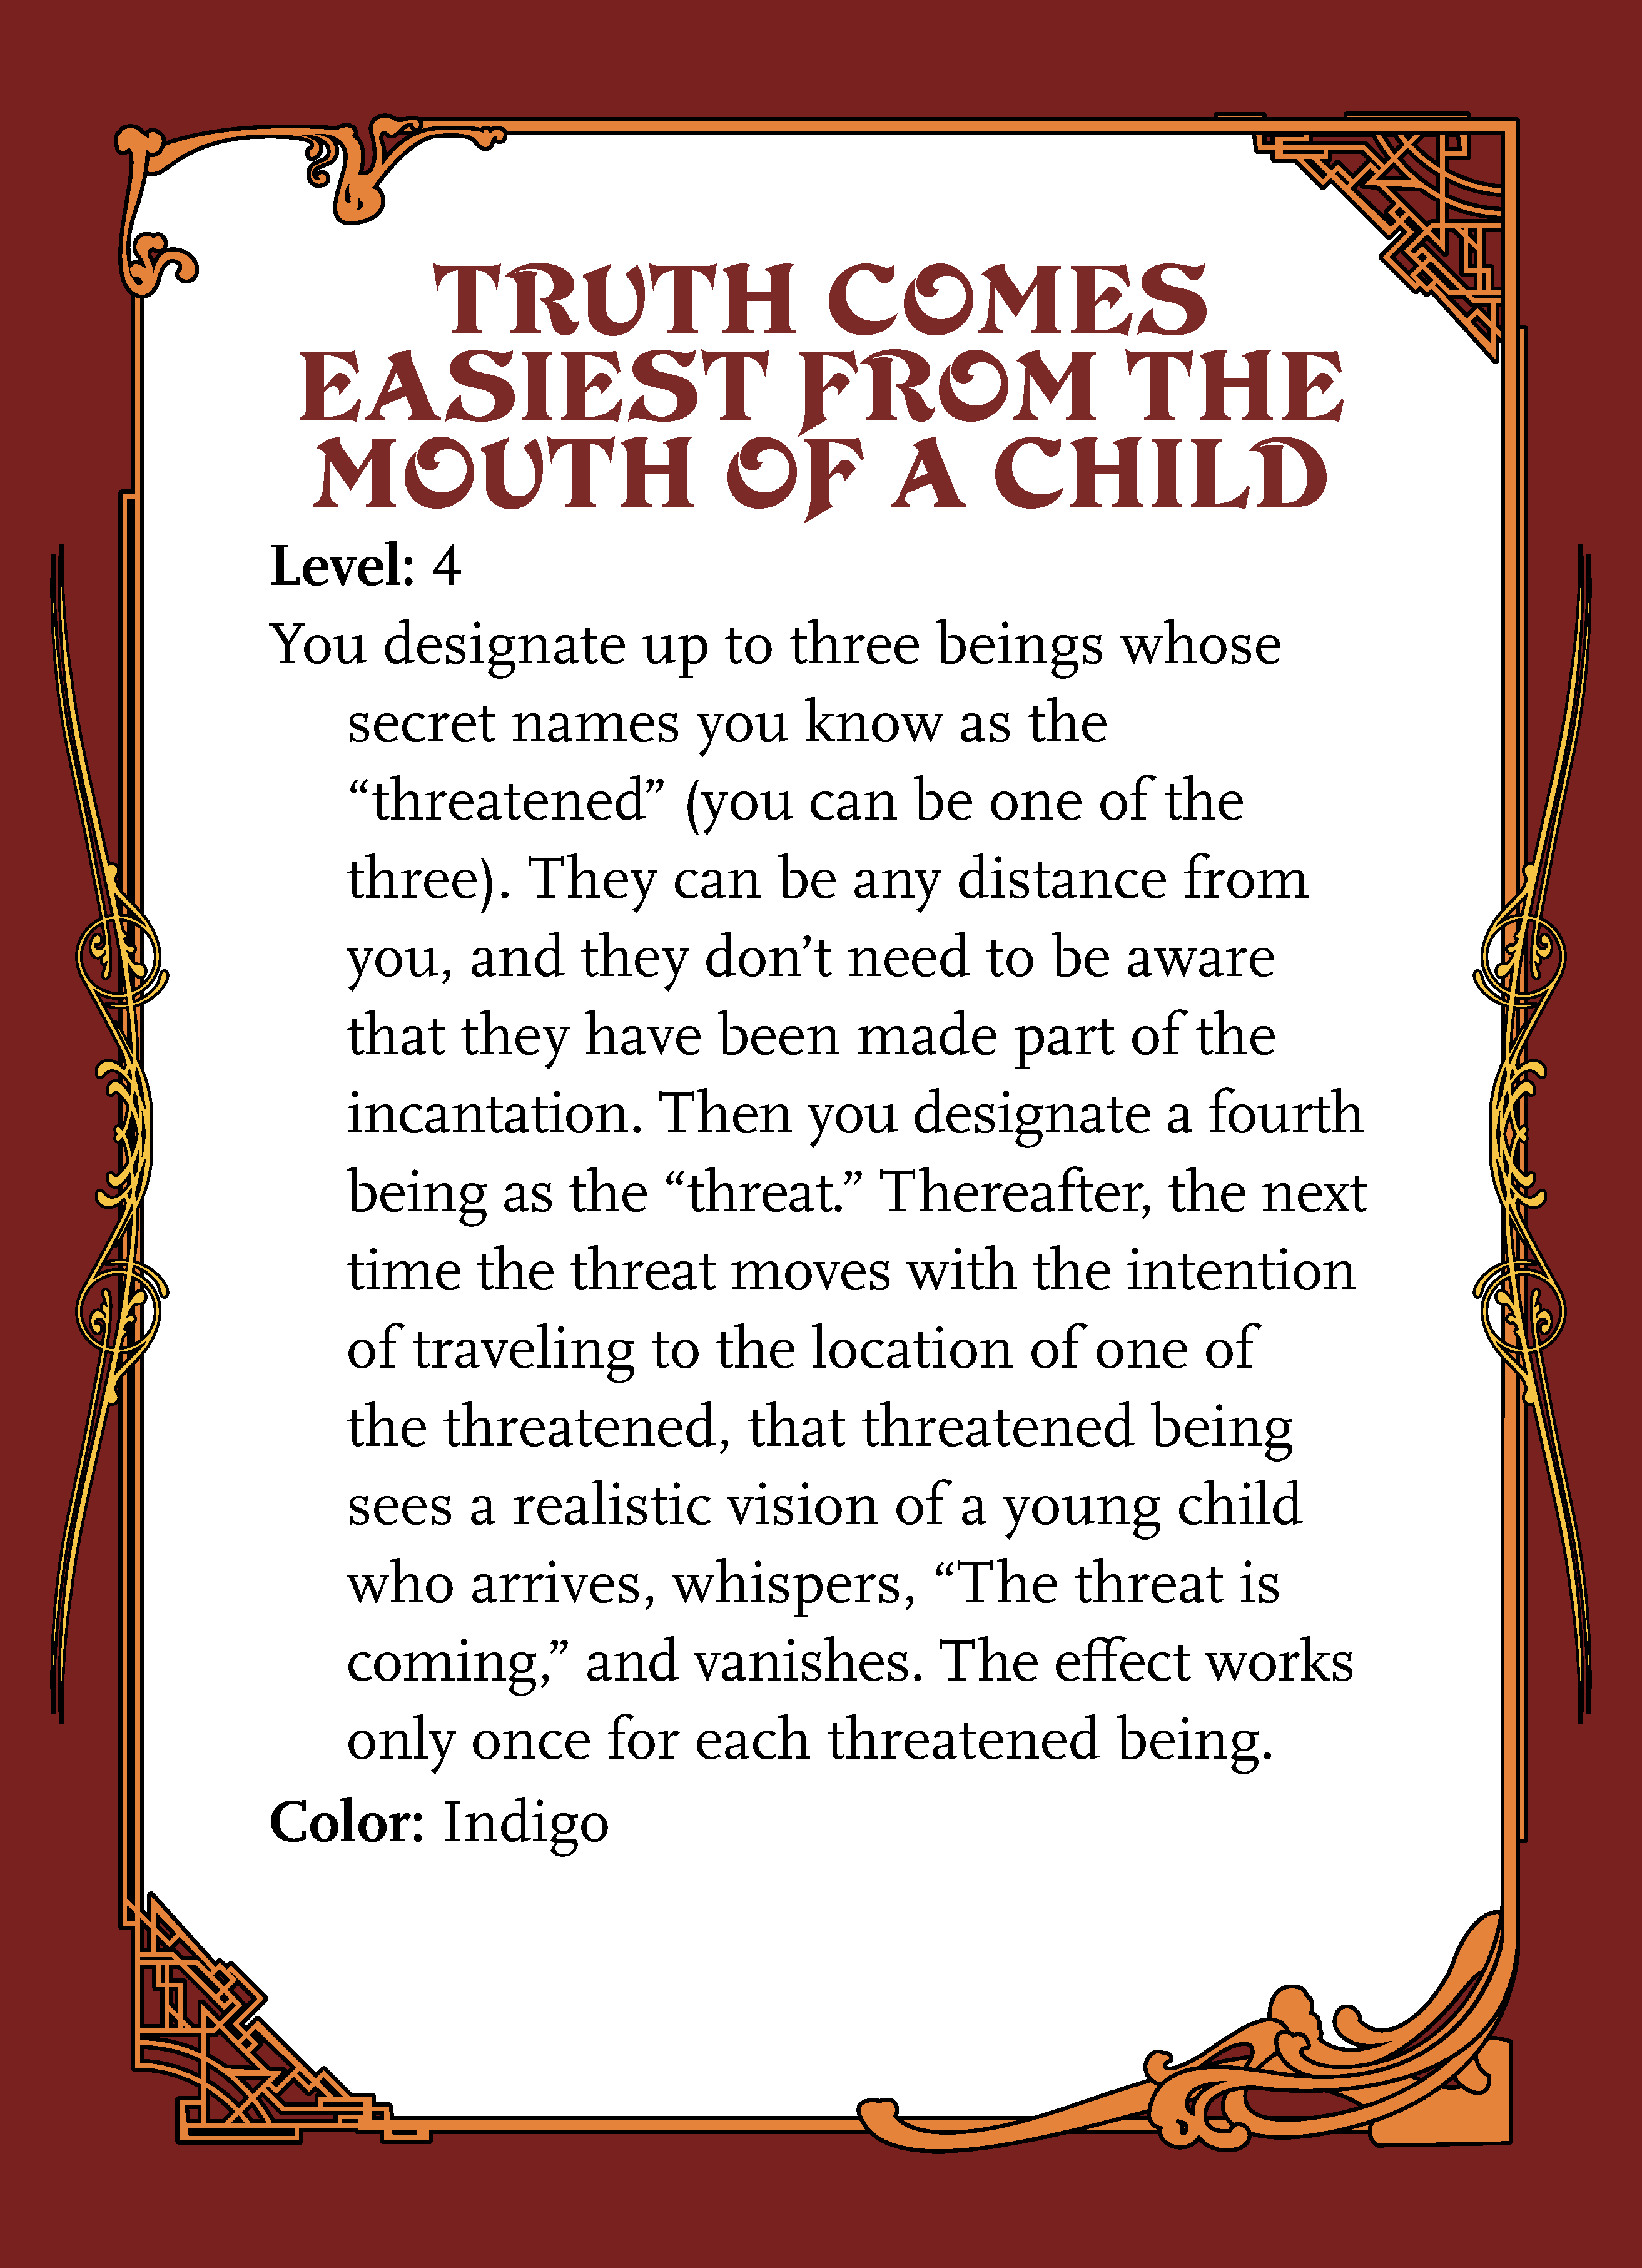 TRUTH COMES
EASIEST FROM THE
MOUTH OF A CHILD
Level: 4
You designate up to three beings whose
secret names you know as the
“threatened” (you can be one of the
three). They can be any distance from
you, and they don’t need to be aware
that they have been made part of the
incantation. Then you designate a fourth
being as the “threat.” Thereafter, the next
time the threat moves with the intention
of traveling to the location of one of
the threatened, that threatened being
sees a realistic vision of a young child
who arrives, whispers, “The threat is
coming,” and vanishes. The effect works
only once for each threatened being.
Color: Indigo